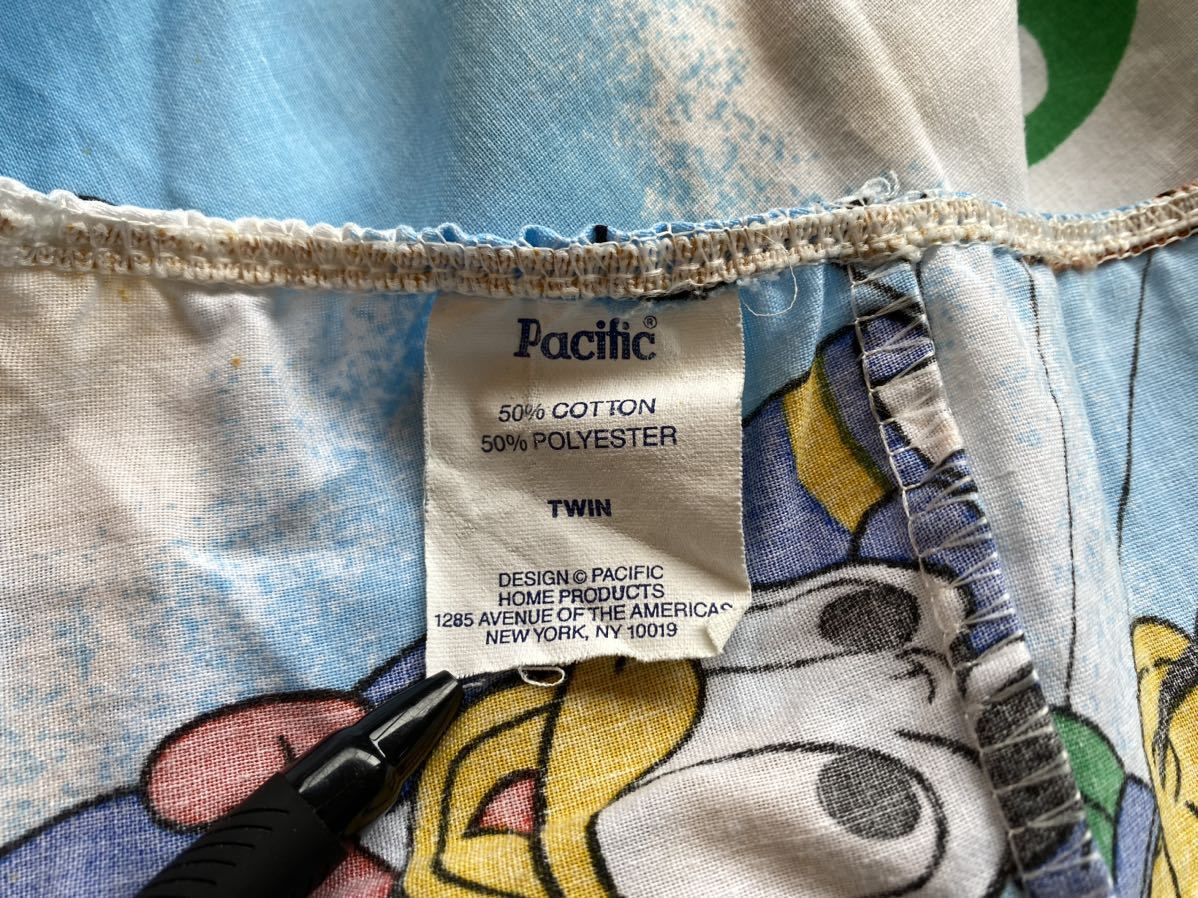 Pacific®
50% COTTON
50% POLYESTER
TWIN
DESIGN © PACIFIC
HOME PRODUCTS
1285 AVENUE OF THE AMERICAS
NEW YORK, NY 10019